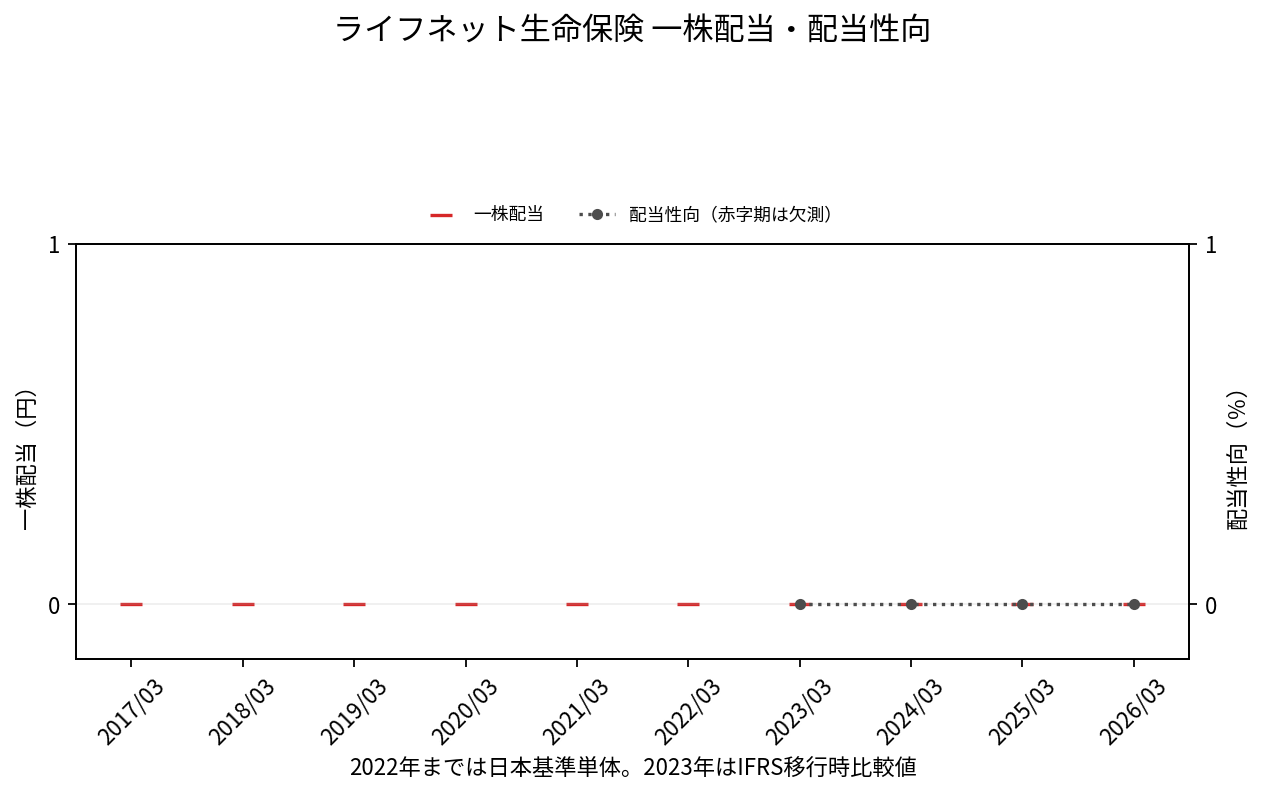 ライフネット生命保険 一株配当・配当性向
一株配当
配当性向（赤字期は欠測）
1
1
一株配当（円）
配当性向（%）
0
0
2017/03
2018/03
2019/03
2020/03
2021/03
2022/03
2023/03
2024/03
2025/03
2026/03
2022年までは日本基準単体。2023年はIFRS移行時比較値